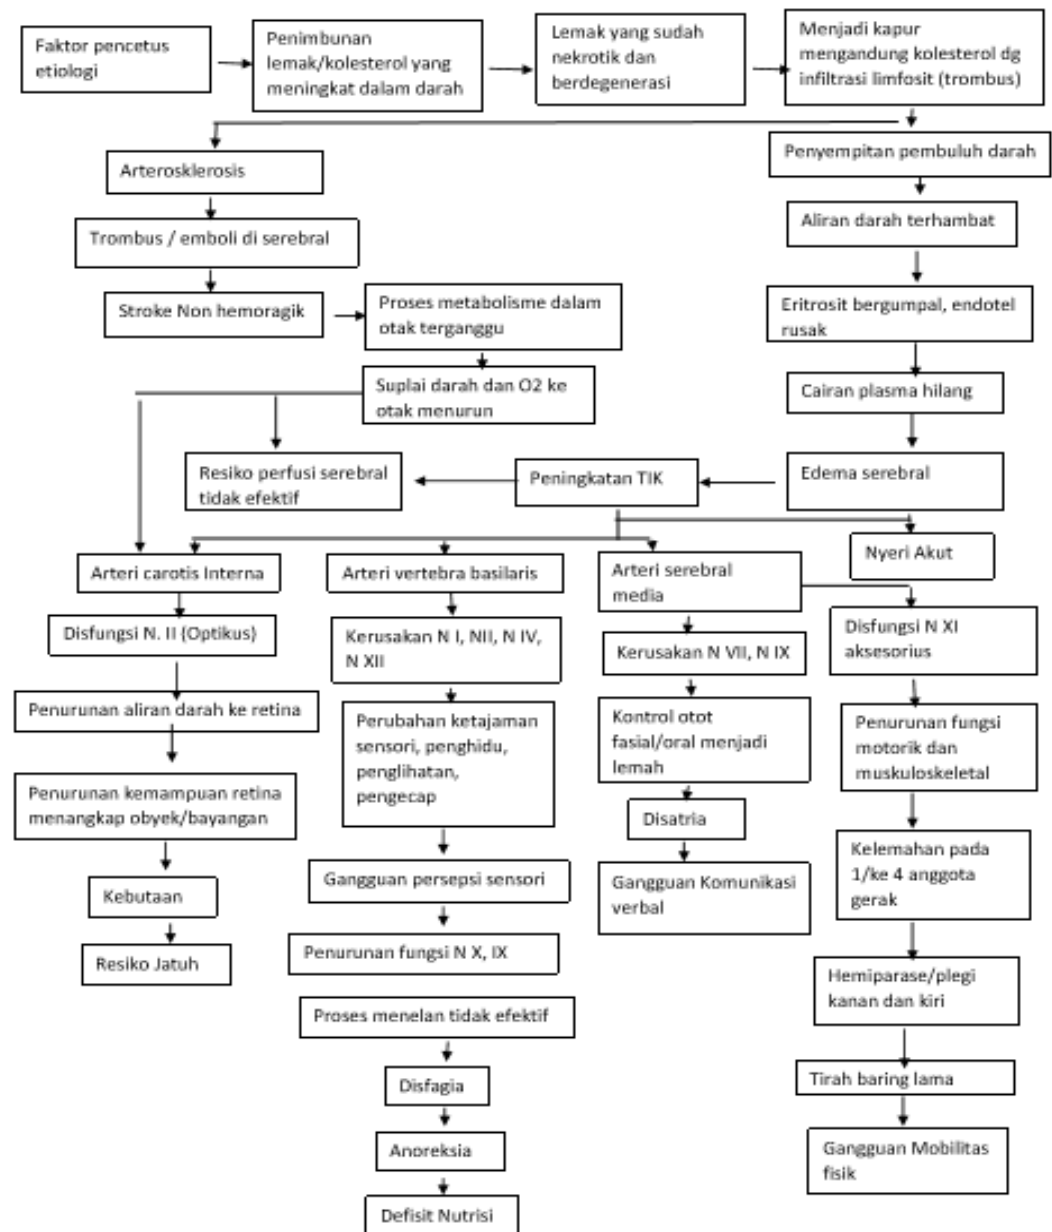 Faktor pencetus
etiologi
Penimbunan
lemak/kolesterol yang
meningkat dalam darah
Lemak yang sudah
nekrotik dan
berdegenerasi
Menjadi kapur
mengandung kolesterol dg
infiltrasi limfosit (trombus)
Arterosklerosis
Penyempitan pembuluh darah
Trombus / emboli di serebral
Aliran darah terhambat
Stroke Non hemoragik
Proses metabolisme dalam
otak terganggu
Eritrosit bergumpal, endotel
rusak
Suplai darah dan O2 ke
otak menurun
Cairan plasma hilang
Resiko perfusi serebral
tidak efektif
Peningkatan TIK
Edema serebral
Nyeri Akut
Arteri carotis Interna
Arteri vertebra basilaris
Arteri serebral
media
Disfungsi N. II (Optikus)
Kerusakan N I, NII, N IV,
N XII
Kerusakan N VII, N IX
Disfungsi N XI
aksesorius
Penurunan aliran darah ke retina
Perubahan ketajaman
sensori, penghidu,
penglihatan,
pengecap
Kontrol otot
fasial/oral menjadi
lemah
Penurunan fungsi
motorik dan
muskuloskeletal
Penurunan kemampuan retina
menangkap obyek/bayangan
Disatria
Kelemahan pada
1/ke 4 anggota
gerak
Kebutaan
Gangguan persepsi sensori
Gangguan Komunikasi
verbal
Resiko Jatuh
Penurunan fungsi N X, IX
Hemiparase/plegi
kanan dan kiri
Proses menelan tidak efektif
Tirah baring lama
Disfagia
Gangguan Mobilitas
fisik
Anoreksia
Defisit Nutrisi